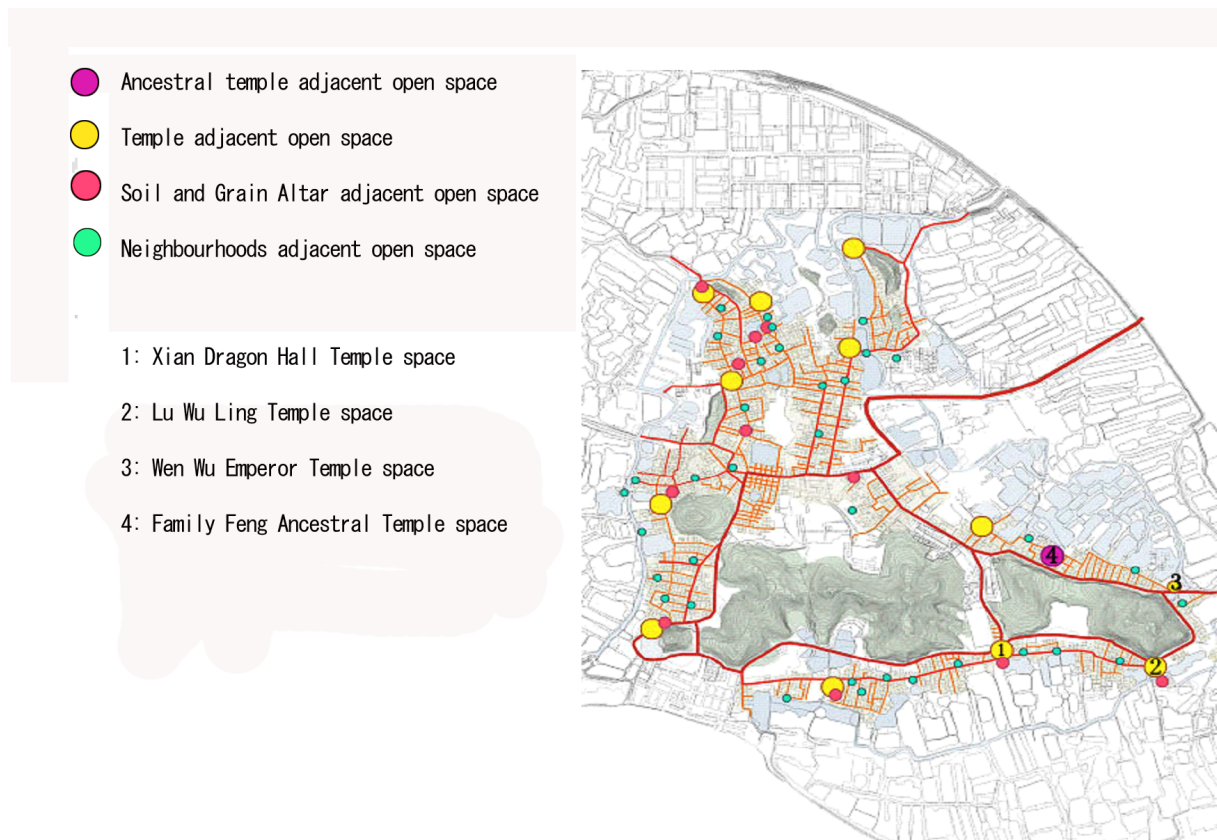 Ancestral temple adjacent open space
Temple adjacent open space
Soil and Grain Altar adjacent open space
Neighbourhoods adjacent open space
1: Xian Dragon Hall Temple space
2: Lu Wu Ling Temple space
3: Wen Wu Emperor Temple space
4: Family Feng Ancestral Temple space
4
3
1
2